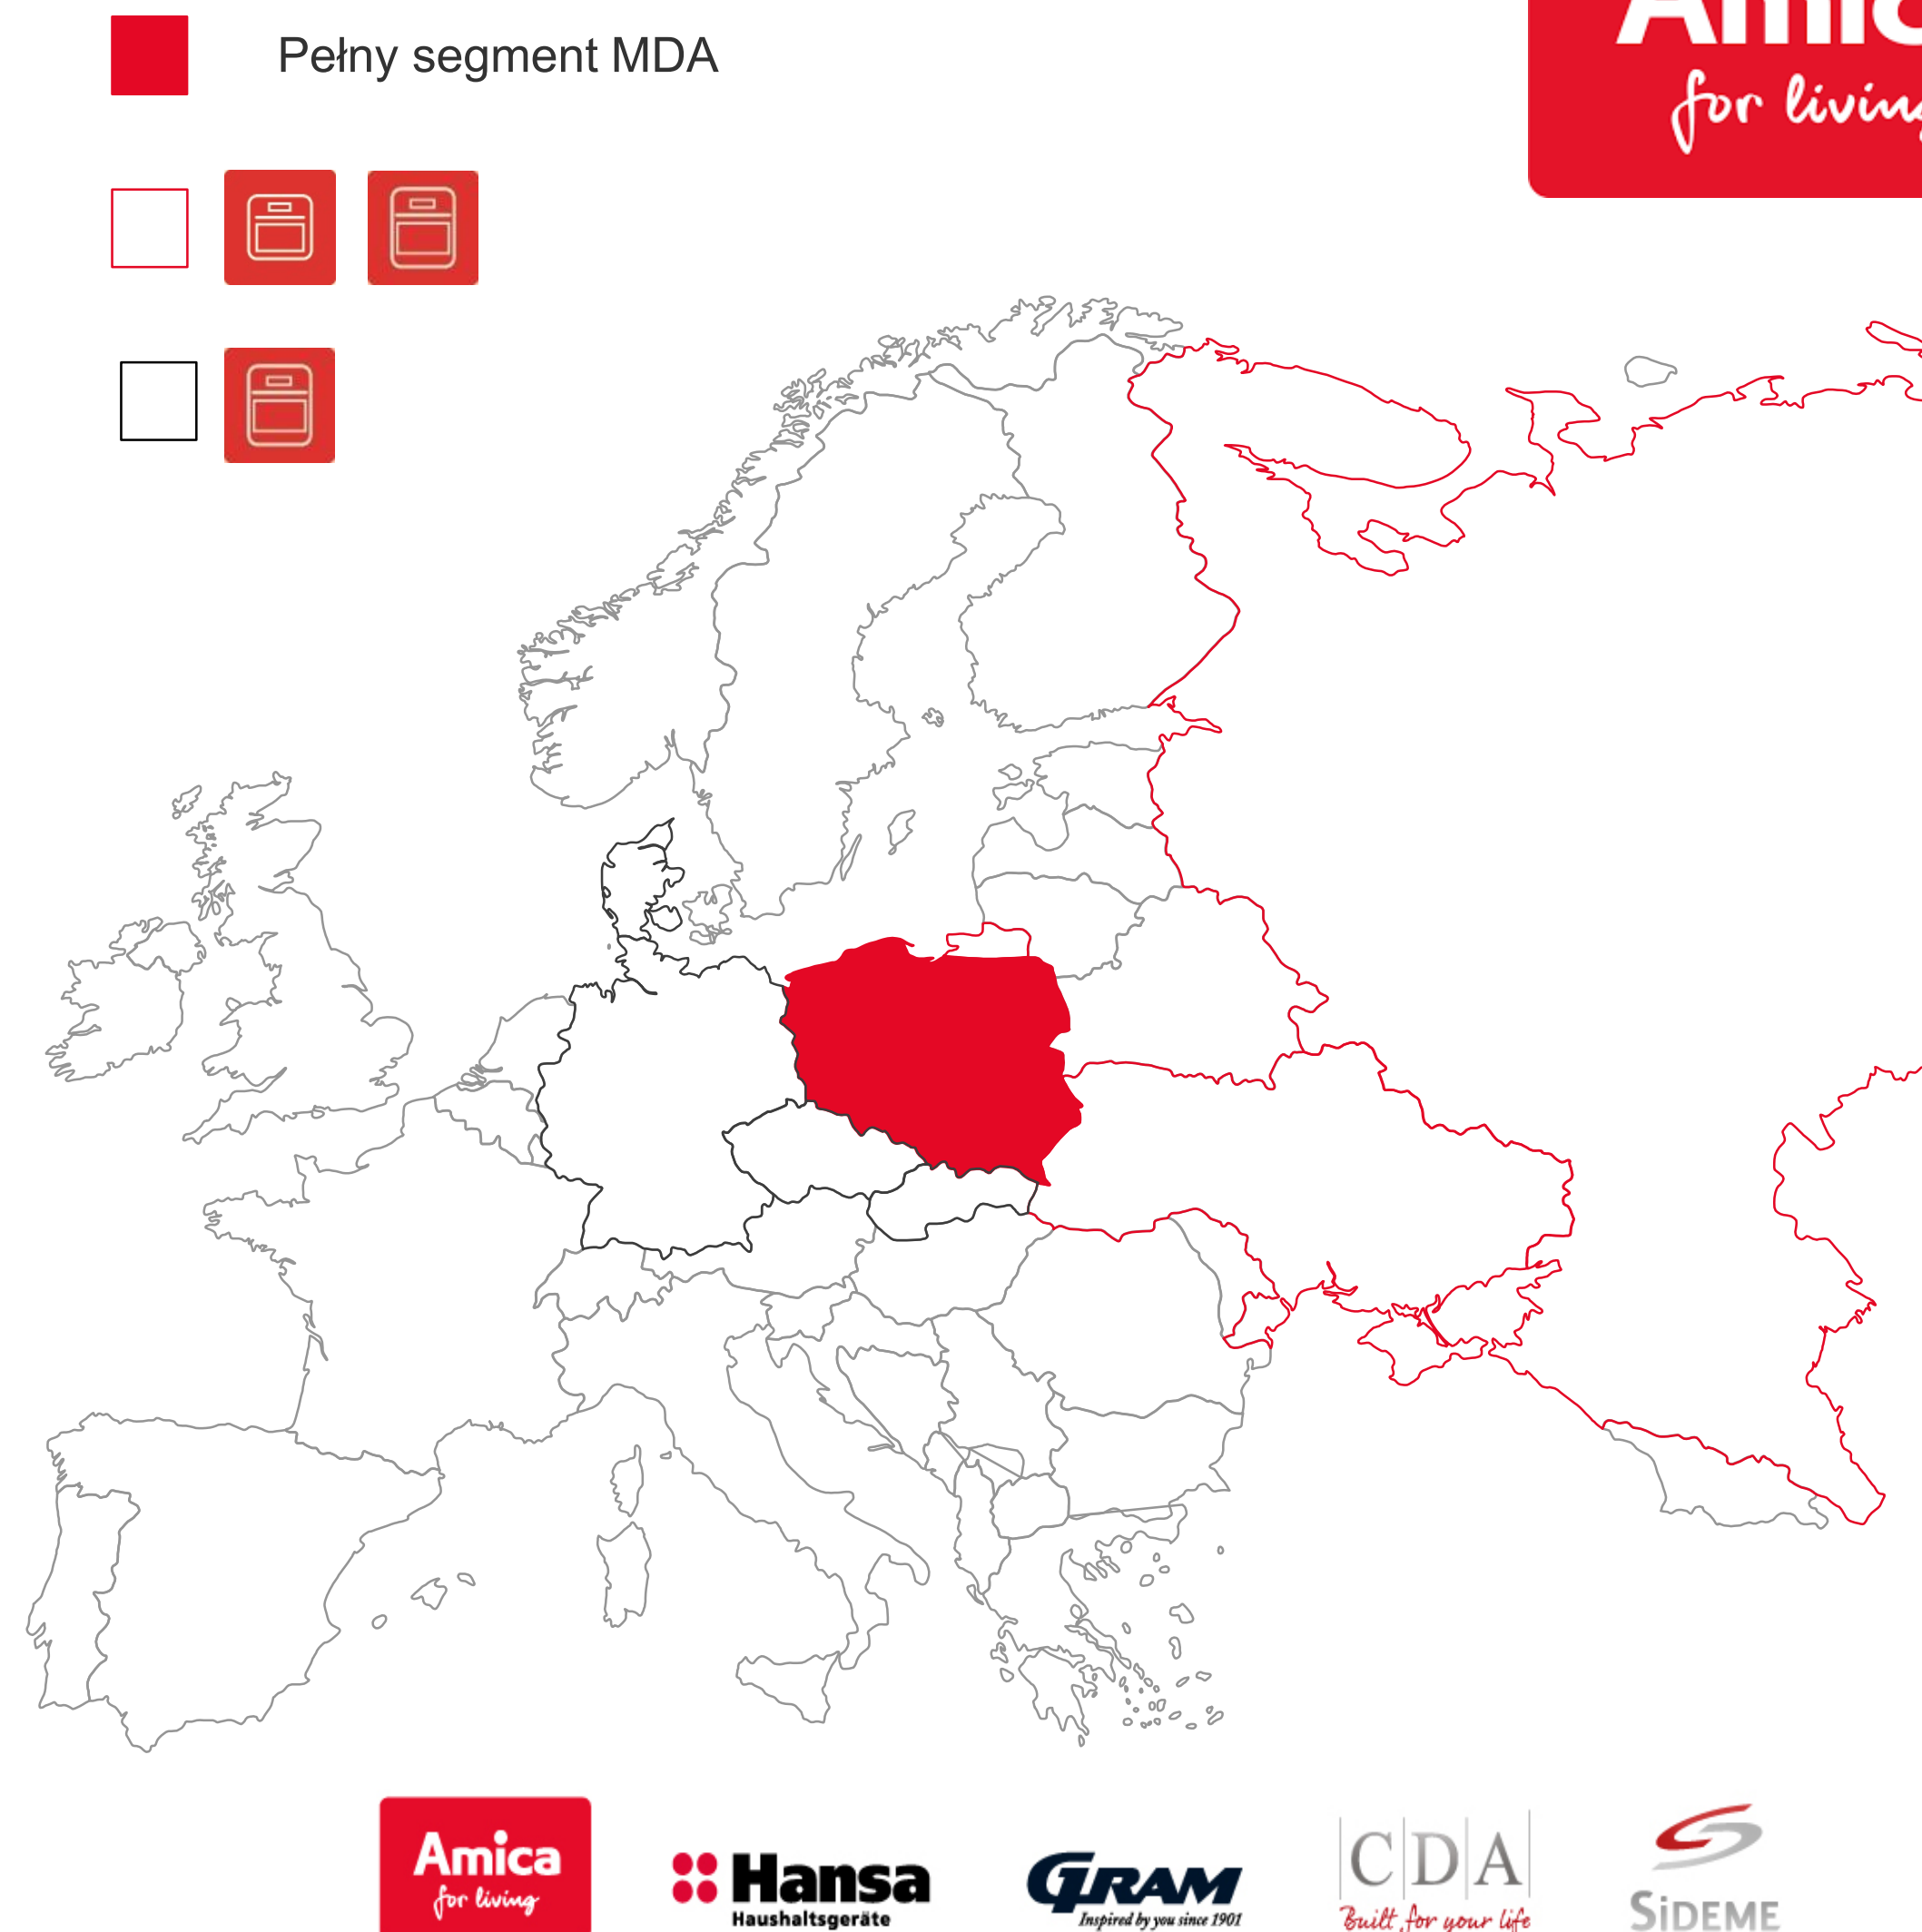 Pełny segment MDA
for living
Amica
for living
Hansa
Haushaltsgeräte
GRAM
Inspired by you since 1901
CDA
Built for your life
SiDEME